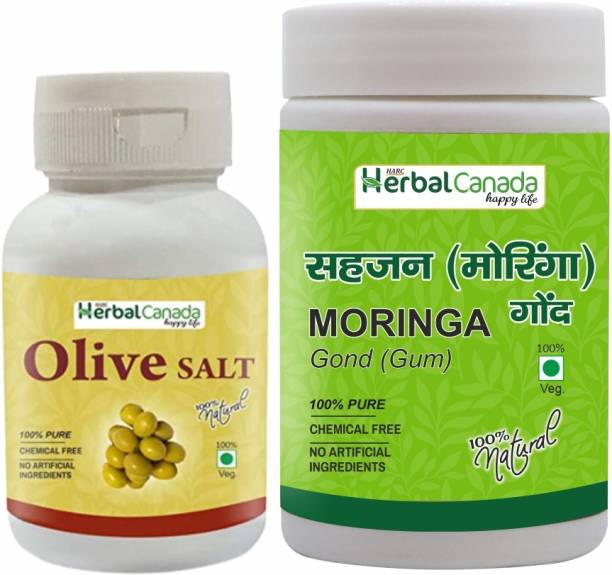 HARC
HerbalCanada
happy life
Olive SALT
100% Natural
100% PURE
CHEMICAL FREE
NO ARTIFICIAL
INGREDIENTS
100%
Veg.
HARC
HerbalCanada
happy life
सहजन (मोरिंगा)
MORINGA गोंद
Gond (Gum)
100%
Veg.
100% PURE
CHEMICAL FREE
NO ARTIFICIAL
INGREDIENTS
100% Natural